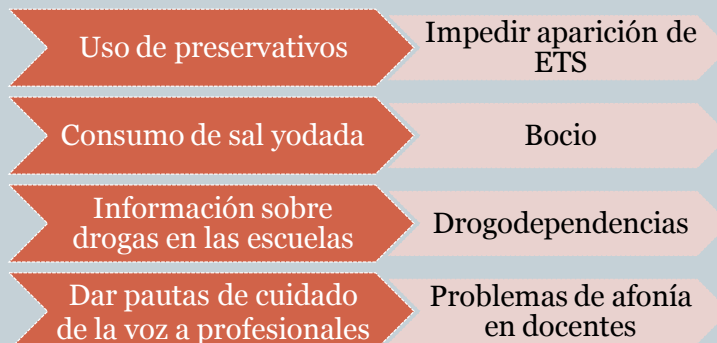 Uso de preservativos
Impedir aparición de
ETS
Consumo de sal yodada
Bocio
Información sobre
drogas en las escuelas
Drogodependencias
Dar pautas de cuidado
de la voz a profesionales
Problemas de afonía
en docentes